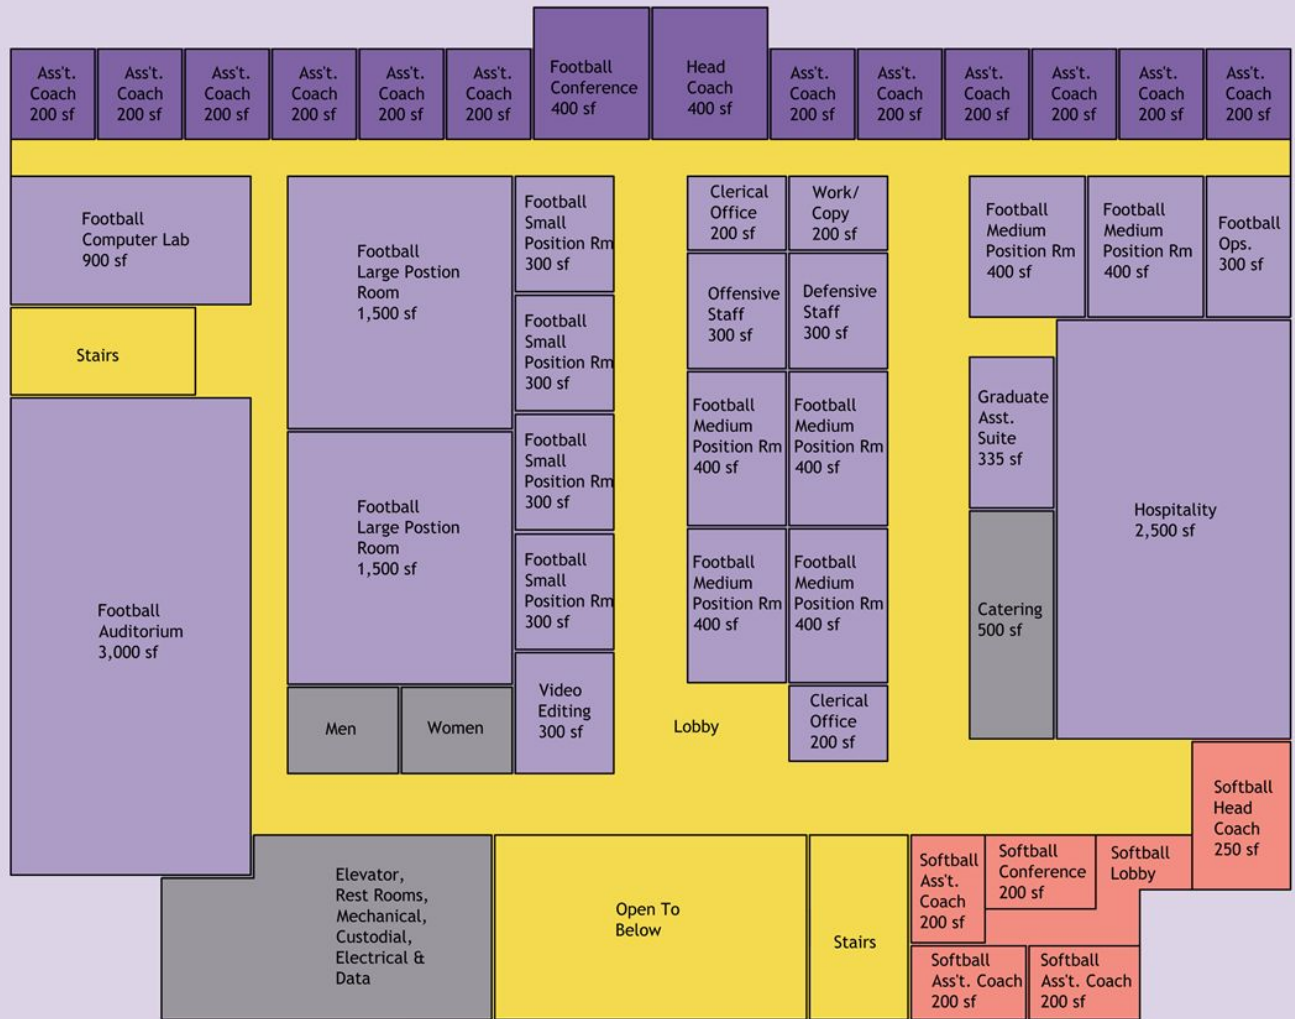 Ass't.
Coach
200 sf
Ass't.
Coach
200 sf
Ass't.
Coach
200 sf
Ass't.
Coach
200 sf
Ass't.
Coach
200 sf
Ass't.
Coach
200 sf
Football
Conference
400 sf
Head
Coach
400 sf
Ass't.
Coach
200 sf
Ass't.
Coach
200 sf
Ass't.
Coach
200 sf
Ass't.
Coach
200 sf
Ass't.
Coach
200 sf
Ass't.
Coach
200 sf
Football
Computer Lab
900 sf
Football
Large Postion
Room
1,500 sf
Football
Small
Position Rm
300 sf
Clerical
Office
200 sf
Work/
Copy
200 sf
Football
Medium
Position Rm
400 sf
Football
Medium
Position Rm
400 sf
Football
Ops.
300 sf
Stairs
Football
Small
Position Rm
300 sf
Offensive
Staff
300 sf
Defensive
Staff
300 sf
Football
Large Postion
Room
1,500 sf
Football
Small
Position Rm
300 sf
Football
Medium
Position Rm
400 sf
Football
Medium
Position Rm
400 sf
Graduate
Asst.
Suite
335 sf
Hospitality
2,500 sf
Football
Auditorium
3,000 sf
Football
Small
Position Rm
300 sf
Football
Medium
Position Rm
400 sf
Football
Medium
Position Rm
400 sf
Catering
500 sf
Men
Women
Video
Editing
300 sf
Lobby
Clerical
Office
200 sf
Softball
Head
Coach
250 sf
Elevator,
Rest Rooms,
Mechanical,
Custodial,
Electrical &
Data
Open To
Below
Stairs
Softball
Ass't.
Coach
200 sf
Softball
Conference
200 sf
Softball
Lobby
Softball
Ass't. Coach
200 sf
Softball
Ass't. Coach
200 sf